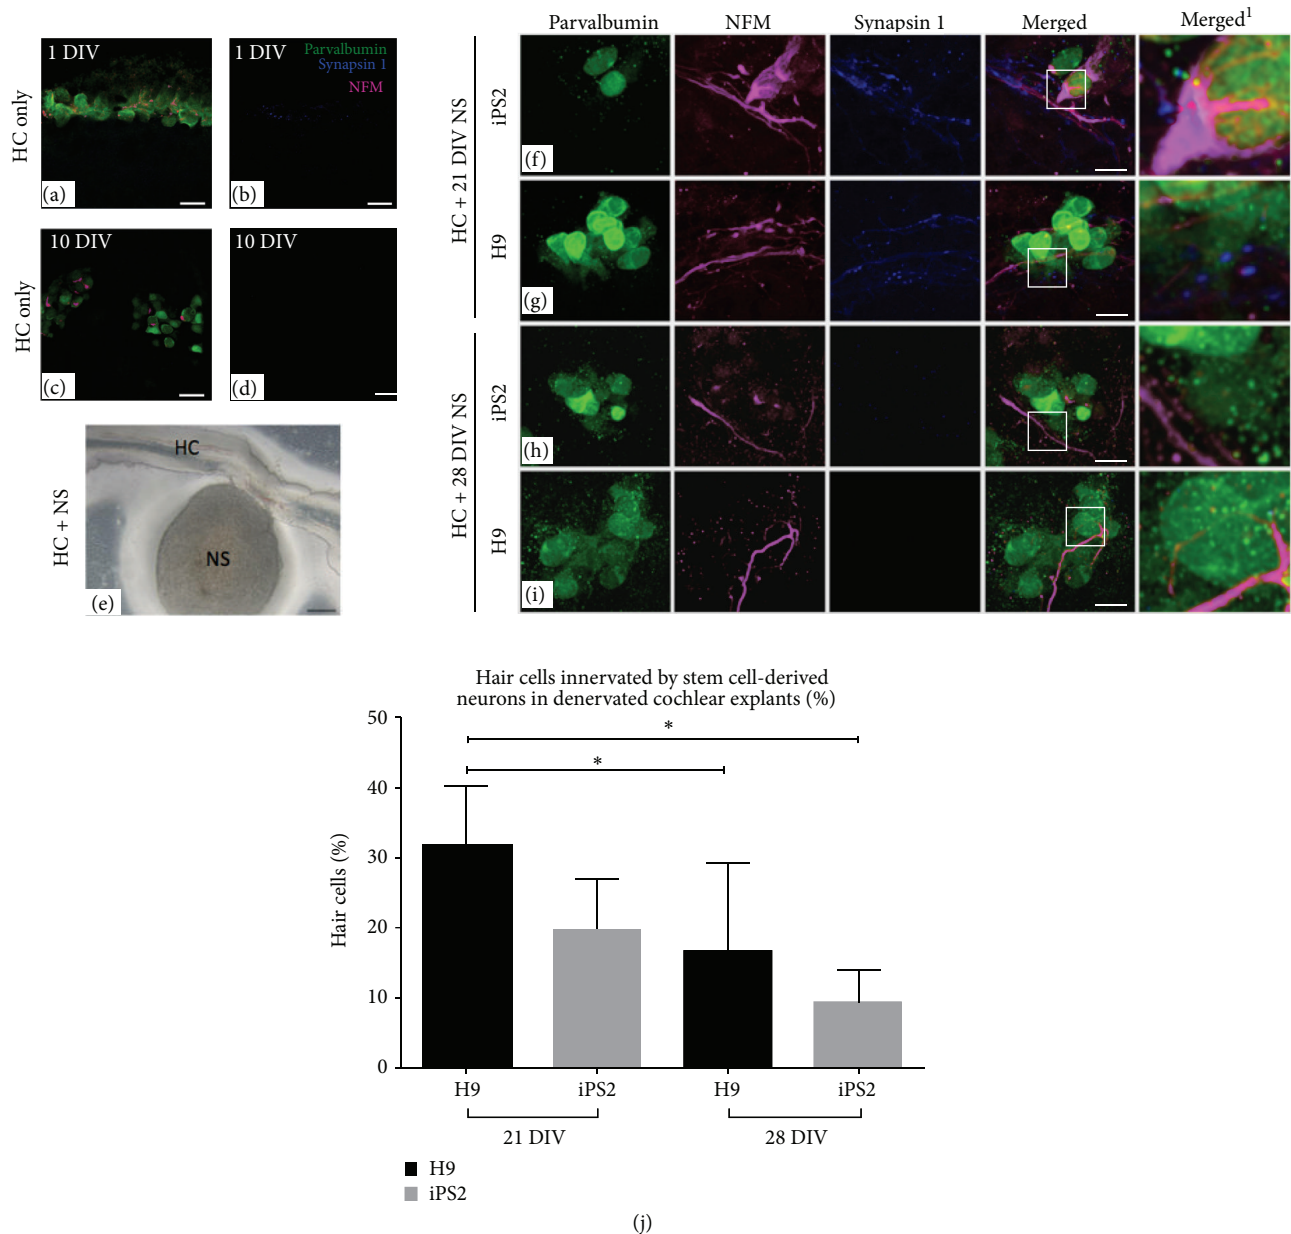 1 DIV
HC only
(a)
1 DIV
Parvalbumin
Synapsin 1
NFM
(b)
10 DIV
HC only
(c)
10 DIV
(d)
HC + NS
HC
NS
(e)
Parvalbumin
NFM
Synapsin 1
Merged
Merged1
HC + 21 DIV NS
iPS2
(f)
H9
(g)
HC + 28 DIV NS
iPS2
(h)
H9
(i)
Hair cells innervated by stem cell-derived
neurons in denervated cochlear explants (%)
Hair cells (%)
50
40
30
20
10
0
*
*
H9
iPS2
H9
iPS2
21 DIV
28 DIV
H9
iPS2
(j)